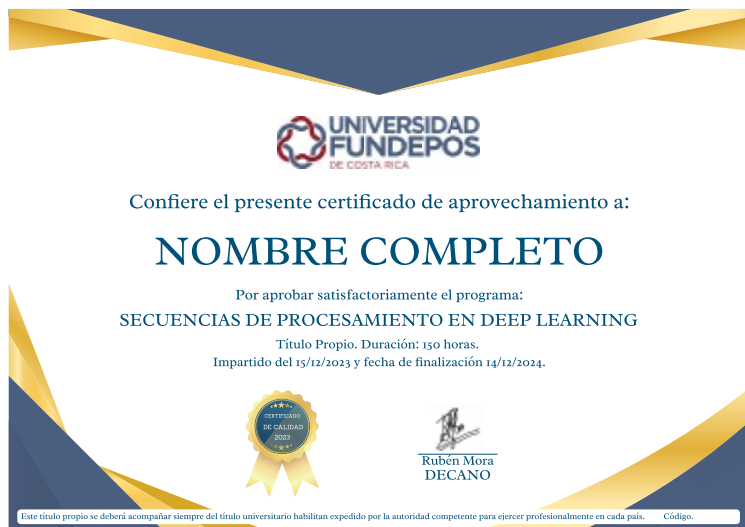 UNIVERSIDAD
FUNDEPOS
DE COSTA RICA
Confiere el presente certificado de aprovechamiento a:
NOMBRE COMPLETO
Por aprobar satisfactoriamente el programa:
SECUENCIAS DE PROCESAMIENTO EN DEEP LEARNING
Título Propio. Duración: 150 horas.
Impartido del 15/12/2023 y fecha de finalización 14/12/2024.
CERTIFICADO
DE CALIDAD
2023
Rubén Mora
DECANO
Este título propio se deberá acompañar siempre del título universitario habilitan expedido por la autoridad competente para ejercer profesionalmente en cada país. Código.